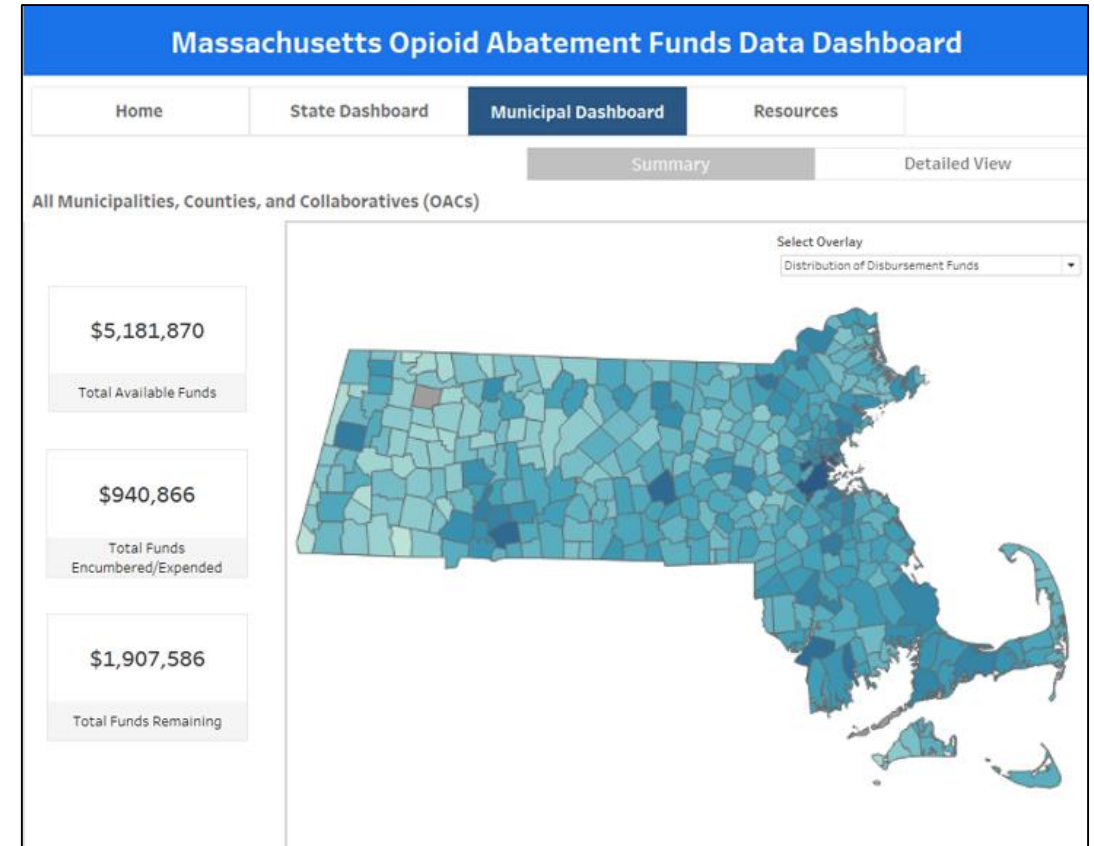 Massachusetts Opioid Abatement Funds Data Dashboard
Home
State Dashboard
Municipal Dashboard
Resources
Summary
Detailed View
All Municipalities, Counties, and Collaboratives (OACs)
Select Overlay
Distribution of Disbursement Funds
$5,181,870
Total Available Funds
$940,866
Total Funds
Encumbered/Expended
$1,907,586
Total Funds Remaining